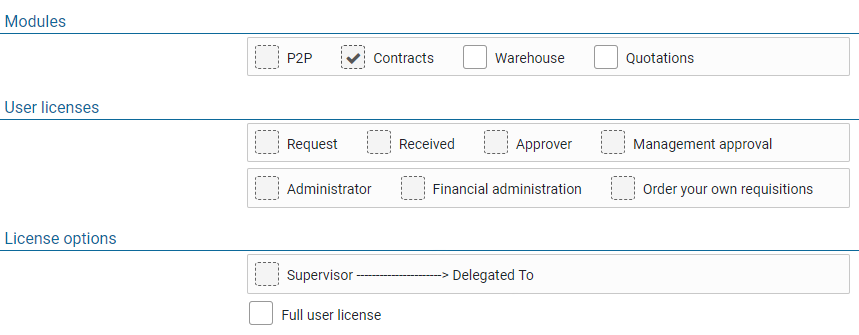 Modules
P2P Contracts Warehouse Quotations
User licenses
Request Received Approver Management approval
Administrator Financial administration Order your own requisitions
License options
Supervisor ----------------------> Delegated To
Full user license